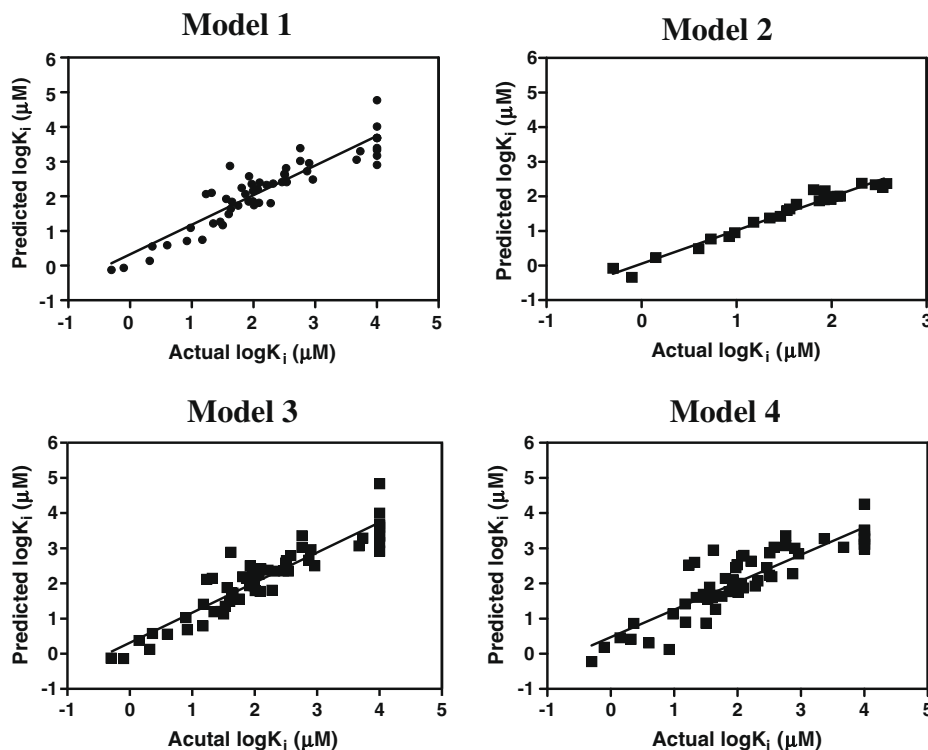 Model 1
Model 2
6
5
4
3
2
1
0
-1
Predicted logKi (µM)
-1 0 1 2 3 4 5
Actual logKi (µM)
6
5
4
3
2
1
0
-1
Predicted logKi (µM)
-1 0 1 2 3
Actual logKi (µM)
Model 3
Model 4
6
5
4
3
2
1
0
-1
Predicted logKi (µM)
-1 0 1 2 3 4 5
Acutal logKi (µM)
6
5
4
3
2
1
0
-1
Predicted logKi (µM)
-1 0 1 2 3 4 5
Actual logKi (µM)